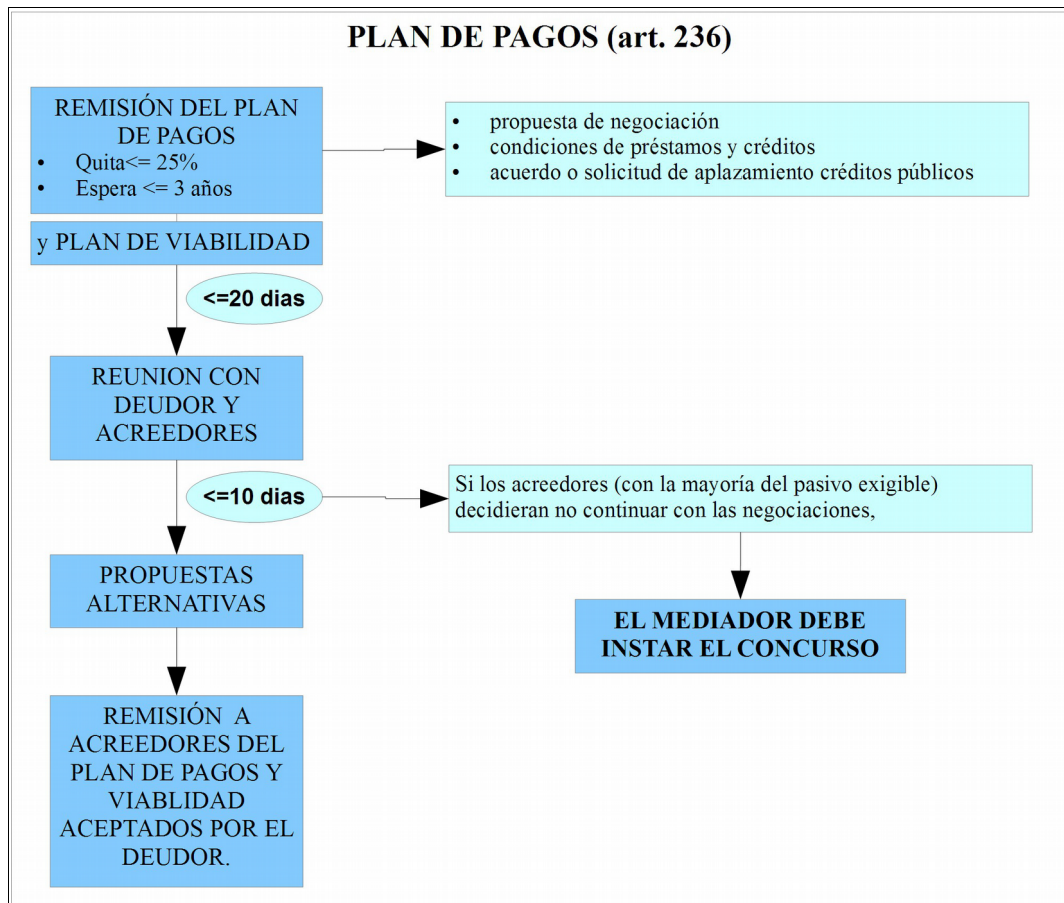 PLAN DE PAGOS (art. 236)
REMISIÓN DEL PLAN
DE PAGOS
• Quita<= 25%
• Espera <= 3 años
• propuesta de negociación
• condiciones de préstamos y créditos
• acuerdo o solicitud de aplazamiento créditos públicos
y PLAN DE VIABILIDAD
<=20 dias
REUNION CON
DEUDOR Y
ACREEDORES
<=10 dias
Si los acreedores (con la mayoría del pasivo exigible)
decidieran no continuar con las negociaciones,
PROPUESTAS
ALTERNATIVAS
EL MEDIADOR DEBE
INSTAR EL CONCURSO
REMISIÓN A
ACREEDORES DEL
PLAN DE PAGOS Y
VIABLIDAD
ACEPTADOS POR EL
DEUDOR.